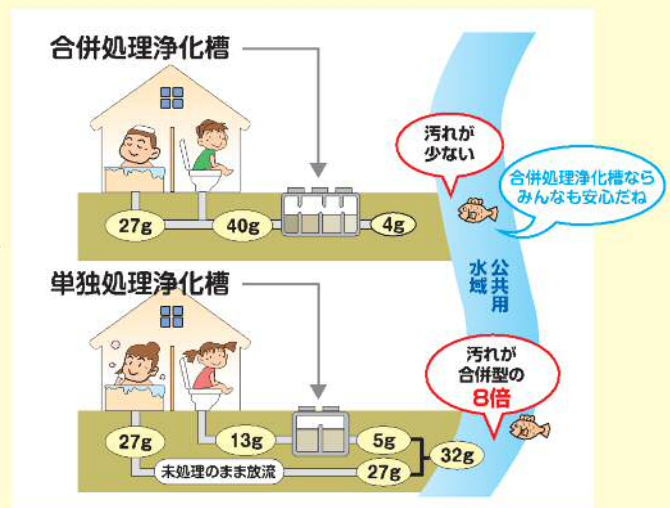 合併処理浄化槽
汚れが
少ない
合併処理浄化槽なら
みんなも安心だね
27g
40g
4g
公共用
水域
単独処理浄化槽
汚れが
合併型の
8倍
27g
13g
5g
32g
未処理のまま放流
27g